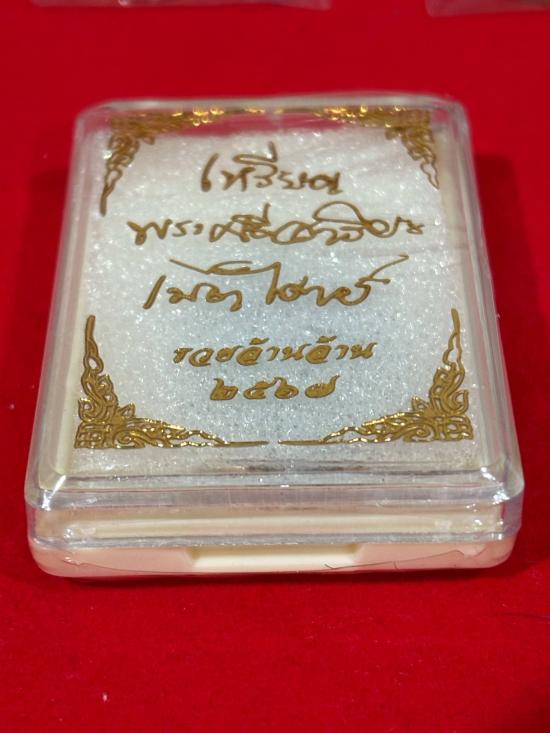 เหรียญ
พระศรีอาริยะ
เมตไตรย์
รวยล้านล้าน
๒๕๖๗